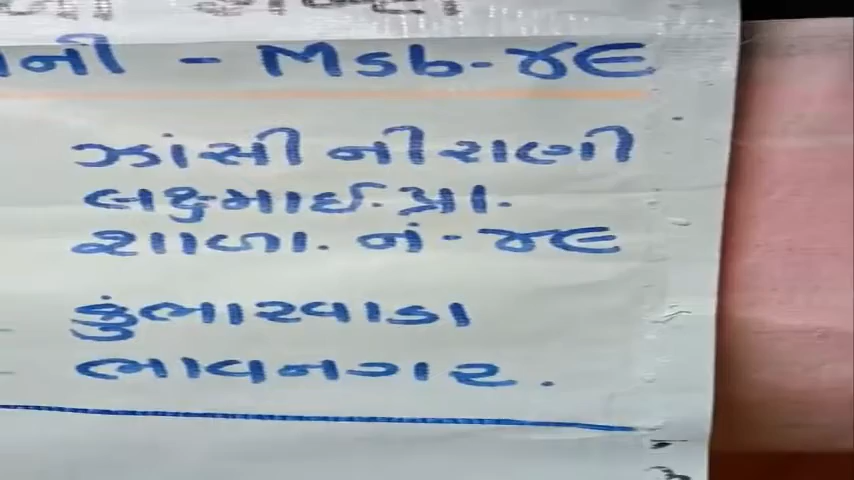 ની - Msb-૪૯
ઝાંસી ની રાણી
લક્ષ્માઈ.પ્રા.
શાળા. નં - ૪૯
કુંભારવાડા
ભાવનગર.